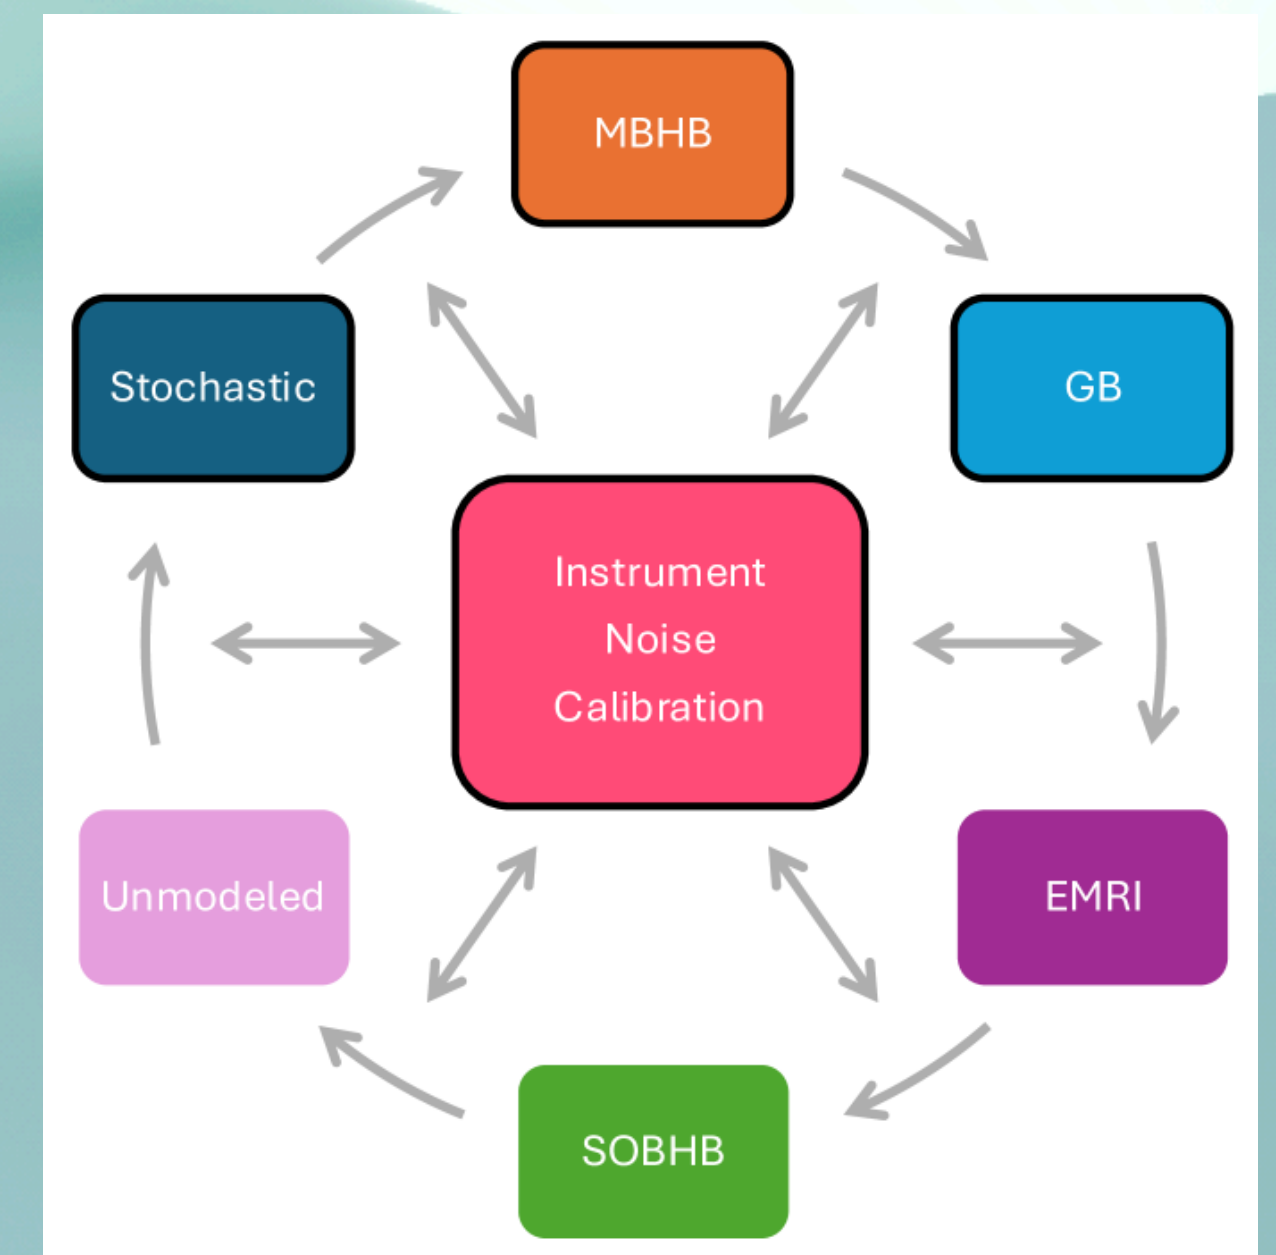 MBHB
Stochastic
GB
Instrument
Noise
Calibration
Unmodeled
EMRI
SOBHB